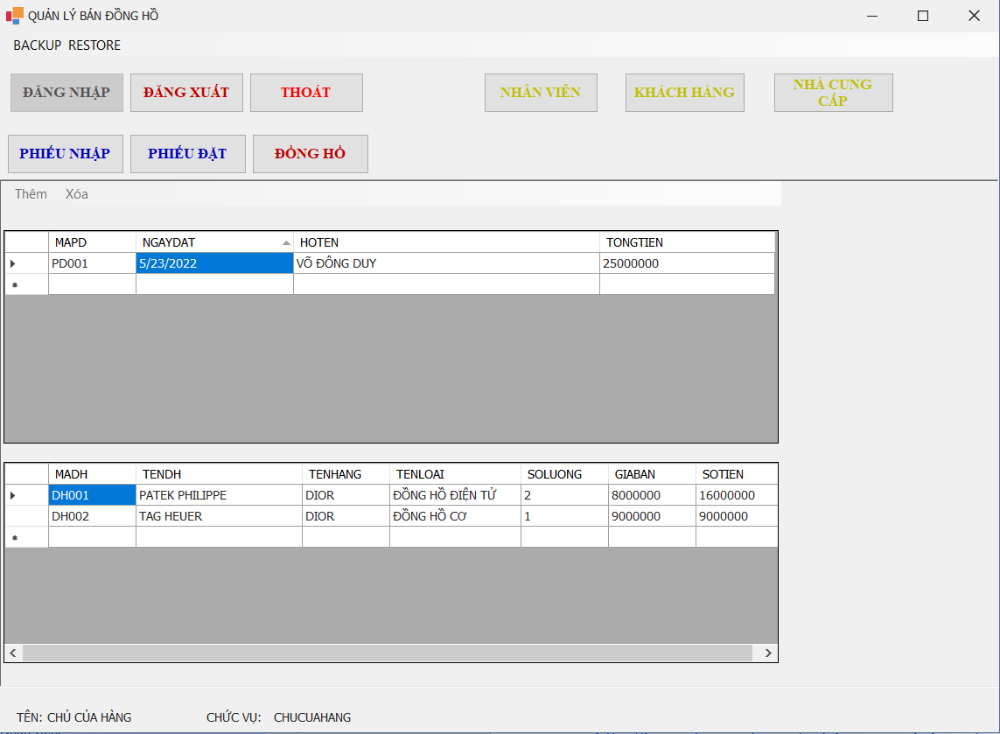 QUẢN LÝ BÁN ĐỒNG HỒ
BACKUP RESTORE
ĐĂNG NHẬP ĐĂNG XUẤT THOÁT NHÂN VIÊN KHÁCH HÀNG NHÀ CUNG CẤP
PHIẾU NHẬP PHIẾU ĐẶT ĐỒNG HỒ
Thêm Xóa
MAPD NGAYDAT HOTEN TONGTIEN
PD001 5/23/2022 VÕ ĐÔNG DUY 25000000
MADH TENDH TENHANG TENLOAI SOLUONG GIABAN SOTIEN
DH001 PATEK PHILIPPE DIOR ĐỒNG HỒ ĐIỆN TỬ 2 8000000 16000000
DH002 TAG HEUER DIOR ĐỒNG HỒ CƠ 1 9000000 9000000
TÊN: CHỦ CỦA HÀNG CHỨC VỤ: CHUCUAHANG